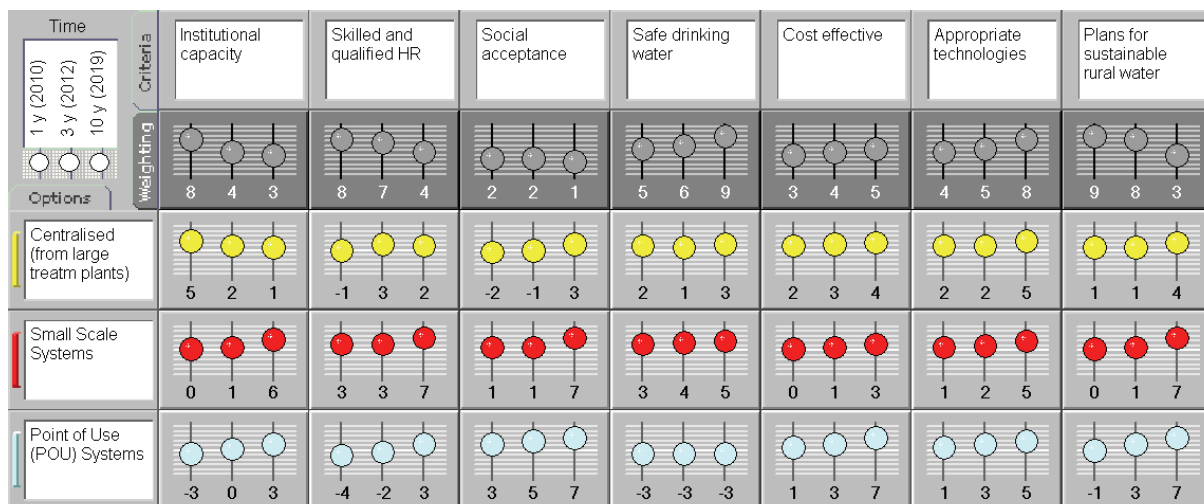 Time
1 y (2010)
3 y (2012)
10 y (2019)
Options
Criteria
Weighting
Institutional
capacity
Skilled and
qualified HR
Social
acceptance
Safe drinking
water
Cost effective
Appropriate
technologies
Plans for
sustainable
rural water
8 4 3
8 7 4
2 2 1
5 6 9
3 4 5
4 5 8
9 8 3
Centralised
(from large
treatm plants)
5 2 1
-1 3 2
-2 -1 3
2 1 3
2 3 4
2 2 5
1 1 4
Small Scale
Systems
0 1 6
3 3 7
1 1 7
3 4 5
0 1 3
1 2 5
0 1 7
Point of Use
(POU) Systems
-3 0 3
-4 -2 3
3 5 7
-3 -3 -3
1 3 7
1 3 5
-1 3 7